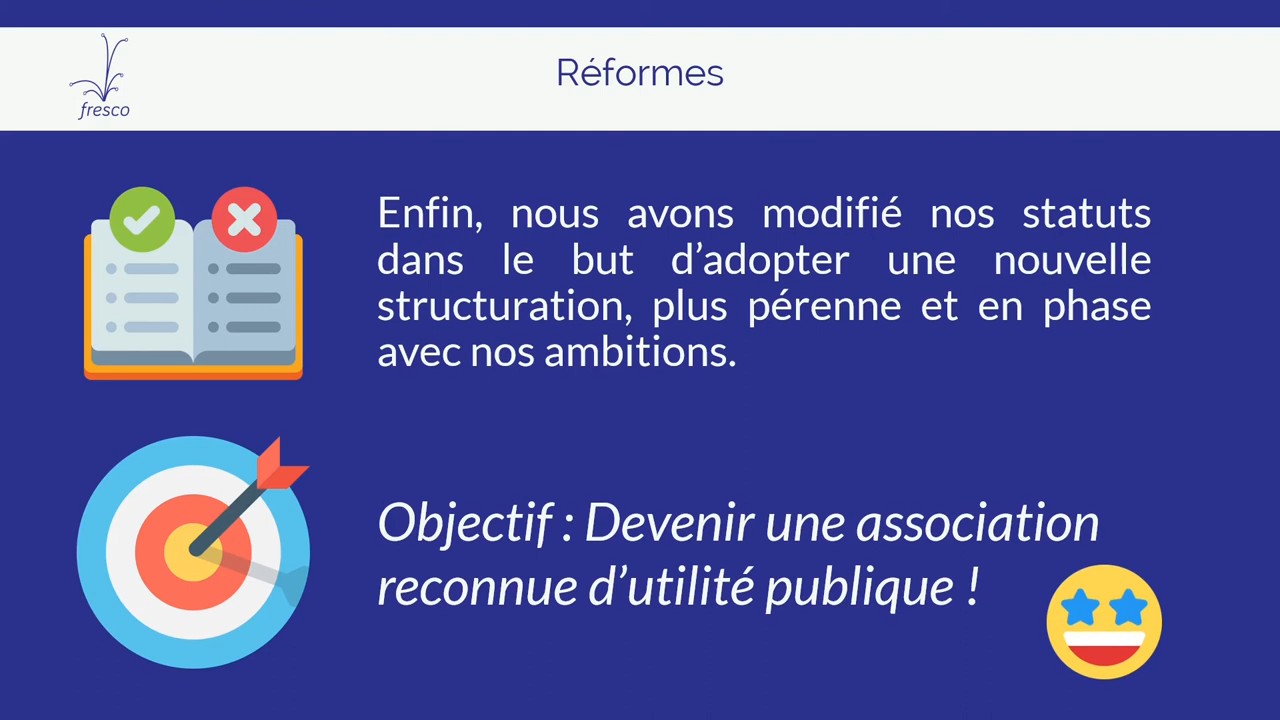 fresco
Réformes
Enfin, nous avons modifié nos statuts
dans le but d’adopter une nouvelle
structuration, plus pérenne et en phase
avec nos ambitions.
Objectif : Devenir une association
reconnue d’utilité publique !